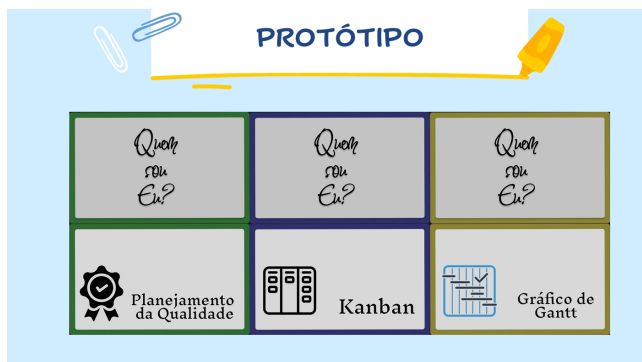 PROTÓTIPO
Quem
sou
Eu?
Quem
sou
Eu?
Quem
sou
Eu?
Planejamento
da Qualidade
Kanban
Gráfico de
Gantt